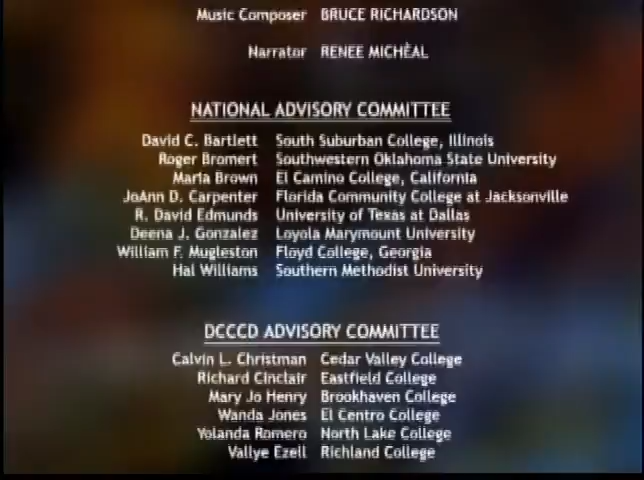 Music Composer BRUCE RICHARDSON
Narrator RENEE MICHÈAL
NATIONAL ADVISORY COMMITTEE
David C. Bartlett South Suburban College, Illinois
Roger Bromert Southwestern Oklahoma State University
Marta Brown El Camino College, California
JoAnn D. Carpenter Florida Community College at Jacksonville
R. David Edmunds University of Texas at Dallas
Deena J. Gonzalez Loyola Marymount University
William F. Mugleston Floyd College, Georgia
Hal Williams Southern Methodist University
DCCCD ADVISORY COMMITTEE
Calvin L. Christman Cedar Valley College
Richard Cinclair Eastfield College
Mary Jo Henry Brookhaven College
Wanda Jones El Centro College
Yolanda Romero North Lake College
Vallye Ezell Richland College